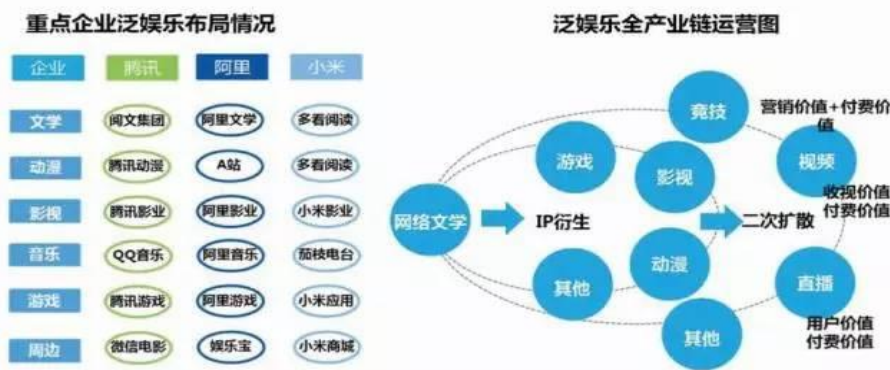 重点企业泛娱乐布局情况
企业
腾讯
阿里
小米
文学
阅文集团
阿里文学
多看阅读
动漫
腾讯动漫
A站
多看阅读
影视
腾讯影业
阿里影业
小米影业
音乐
QQ音乐
阿里音乐
茄枝电台
游戏
腾讯游戏
阿里游戏
小米应用
周边
微信电影
娱乐宝
小米商城
泛娱乐全产业链运营图
网络文学
游戏
其他
IP衍生
竞技
影视
动漫
其他
二次扩散
营销价值+付费价
值
视频
收视价值
付费价值
直播
用户价值
付费价值